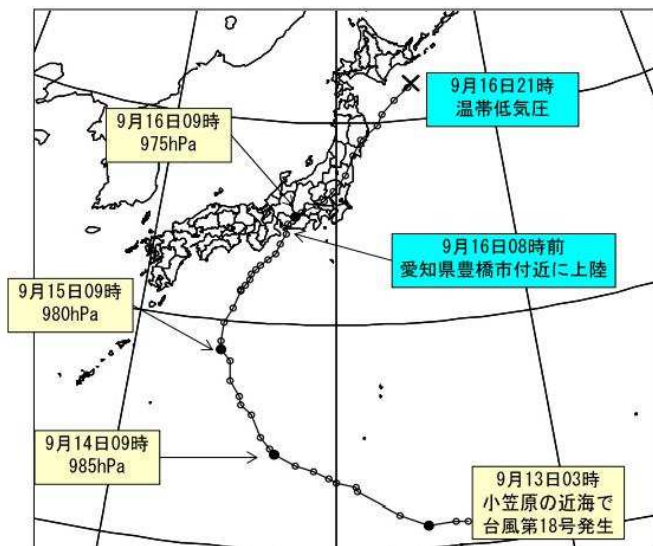 9月16日21時
温帯低気圧
9月16日09時
975hPa
9月16日08時前
愛知県豊橋市付近に上陸
9月15日09時
980hPa
9月14日09時
985hPa
9月13日03時
小笠原の近海で
台風第18号発生